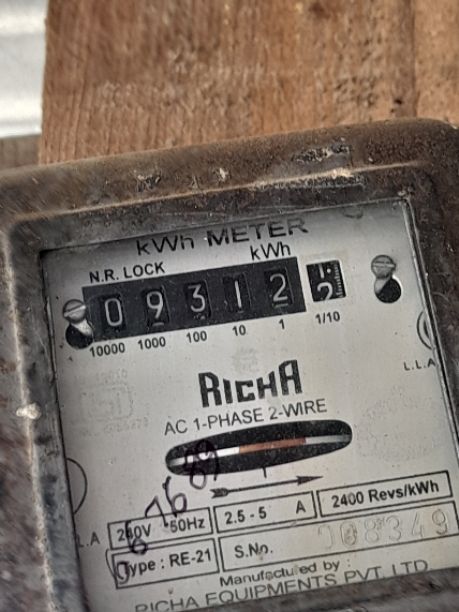 kWh METER
N.R. LOCK kWh
0 9 3 1 2 2
10000 1000 100 10 1 1/10
RICHA
L.L.A
AC 1-PHASE 2-WIRE
240V ~50Hz 2.5 - 5 A 2400 Revs/kWh
Type : RE-21 S.No. 008349
Manufactured by :
RICHA EQUIPMENTS PVT. LTD